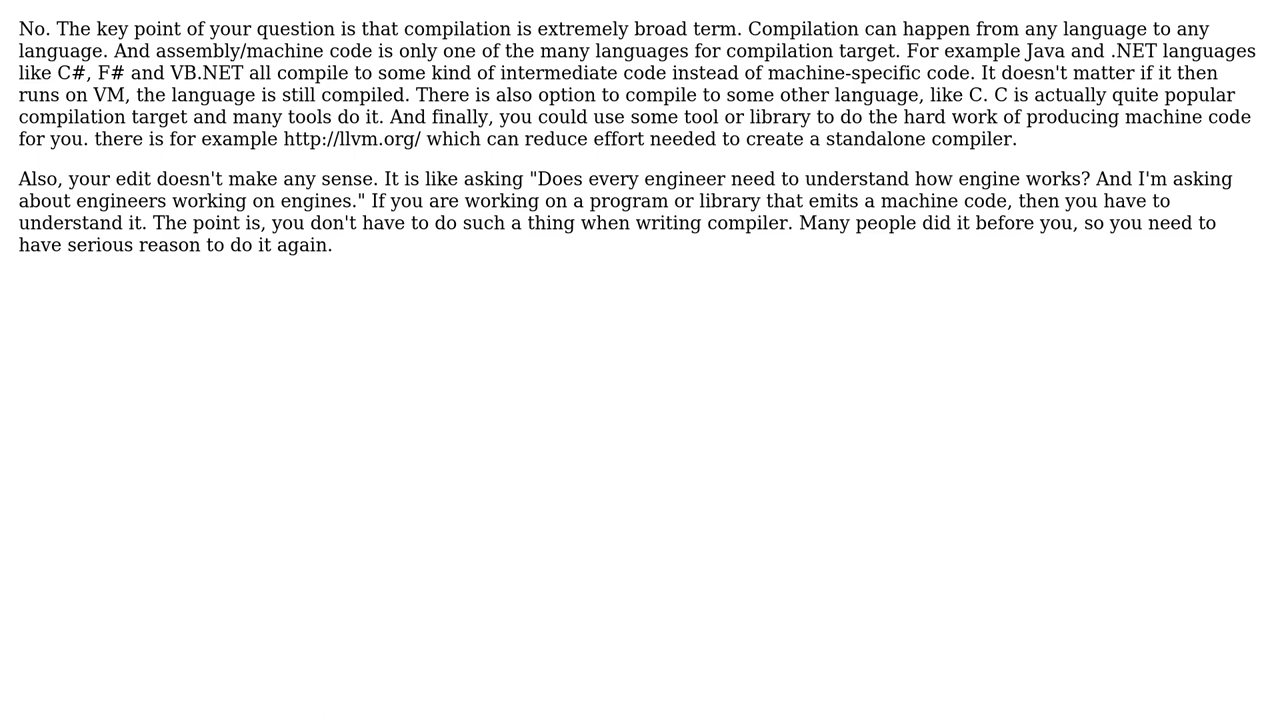 No. The key point of your question is that compilation is extremely broad term. Compilation can happen from any language to any
language. And assembly/machine code is only one of the many languages for compilation target. For example Java and .NET languages
like C#, F# and VB.NET all compile to some kind of intermediate code instead of machine-specific code. It doesn't matter if it then
runs on VM, the language is still compiled. There is also option to compile to some other language, like C. C is actually quite popular
compilation target and many tools do it. And finally, you could use some tool or library to do the hard work of producing machine code
for you. there is for example http://llvm.org/ which can reduce effort needed to create a standalone compiler.
Also, your edit doesn't make any sense. It is like asking "Does every engineer need to understand how engine works? And I'm asking
about engineers working on engines." If you are working on a program or library that emits a machine code, then you have to
understand it. The point is, you don't have to do such a thing when writing compiler. Many people did it before you, so you need to
have serious reason to do it again.